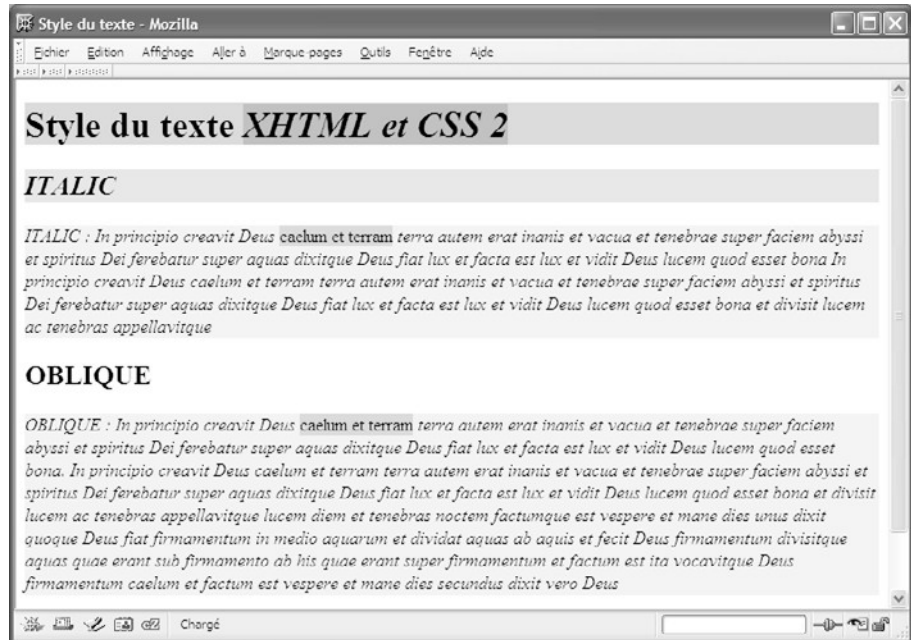 Style du texte - Mozilla
Fichier Edition Affichage Aller à Marque-pages Outils Fenêtre Aide
Style du texte XHTML et CSS 2
ITALIC
ITALIC : In principio creavit Deus caelum et terram terra autem erat inanis et vacua et tenebrae super faciem abyssi
et spiritus Dei ferebatur super aquas dixitque Deus fiat lux et facta est lux et vidit Deus lucem quod esset bona In
principio creavit Deus caelum et terram terra autem erat inanis et vacua et tenebrae super faciem abyssi et spiritus
Dei ferebatur super aquas dixitque Deus fiat lux et facta est lux et vidit Deus lucem quod esset bona et divisit lucem
ac tenebras appellavitque
OBLIQUE
OBLIQUE : In principio creavit Deus caelum et terram terra autem erat inanis et vacua et tenebrae super faciem
abyssi et spiritus Dei ferebatur super aquas dixitque Deus fiat lux et facta est lux et vidit Deus lucem quod esset
bona. In principio creavit Deus caelum et terram terra autem erat inanis et vacua et tenebrae super faciem abyssi et
spiritus Dei ferebatur super aquas dixitque Deus fiat lux et facta est lux et vidit Deus lucem quod esset bona et divisit
lucem ac tenebras appellavitque lucem diem et tenebras noctem factumque est vespere et mane dies unus dixit
quoque Deus fiat firmamentum in medio aquarum et dividat aquas ab aquis et fecit Deus firmamentum divisitque
aquas quae erant sub firmamento ab his quae erant super firmamentum et factum est ita vocavitque Deus
firmamentum caelum et factum est vespere et mane dies secundus dixit vero Deus
Chargé